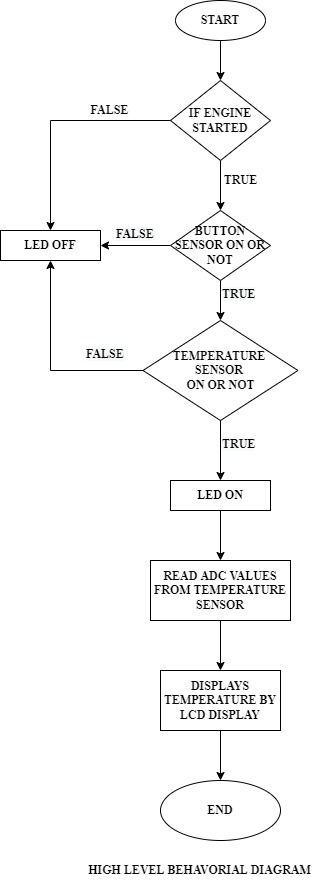 START
IF ENGINE
STARTED
FALSE
TRUE
BUTTON
SENSOR ON OR
NOT
FALSE
LED OFF
TRUE
TEMPERATURE
SENSOR
ON OR NOT
FALSE
TRUE
LED ON
READ ADC VALUES
FROM TEMPERATURE
SENSOR
DISPLAYS
TEMPERATURE BY
LCD DISPLAY
END
HIGH LEVEL BEHAVORIAL DIAGRAM